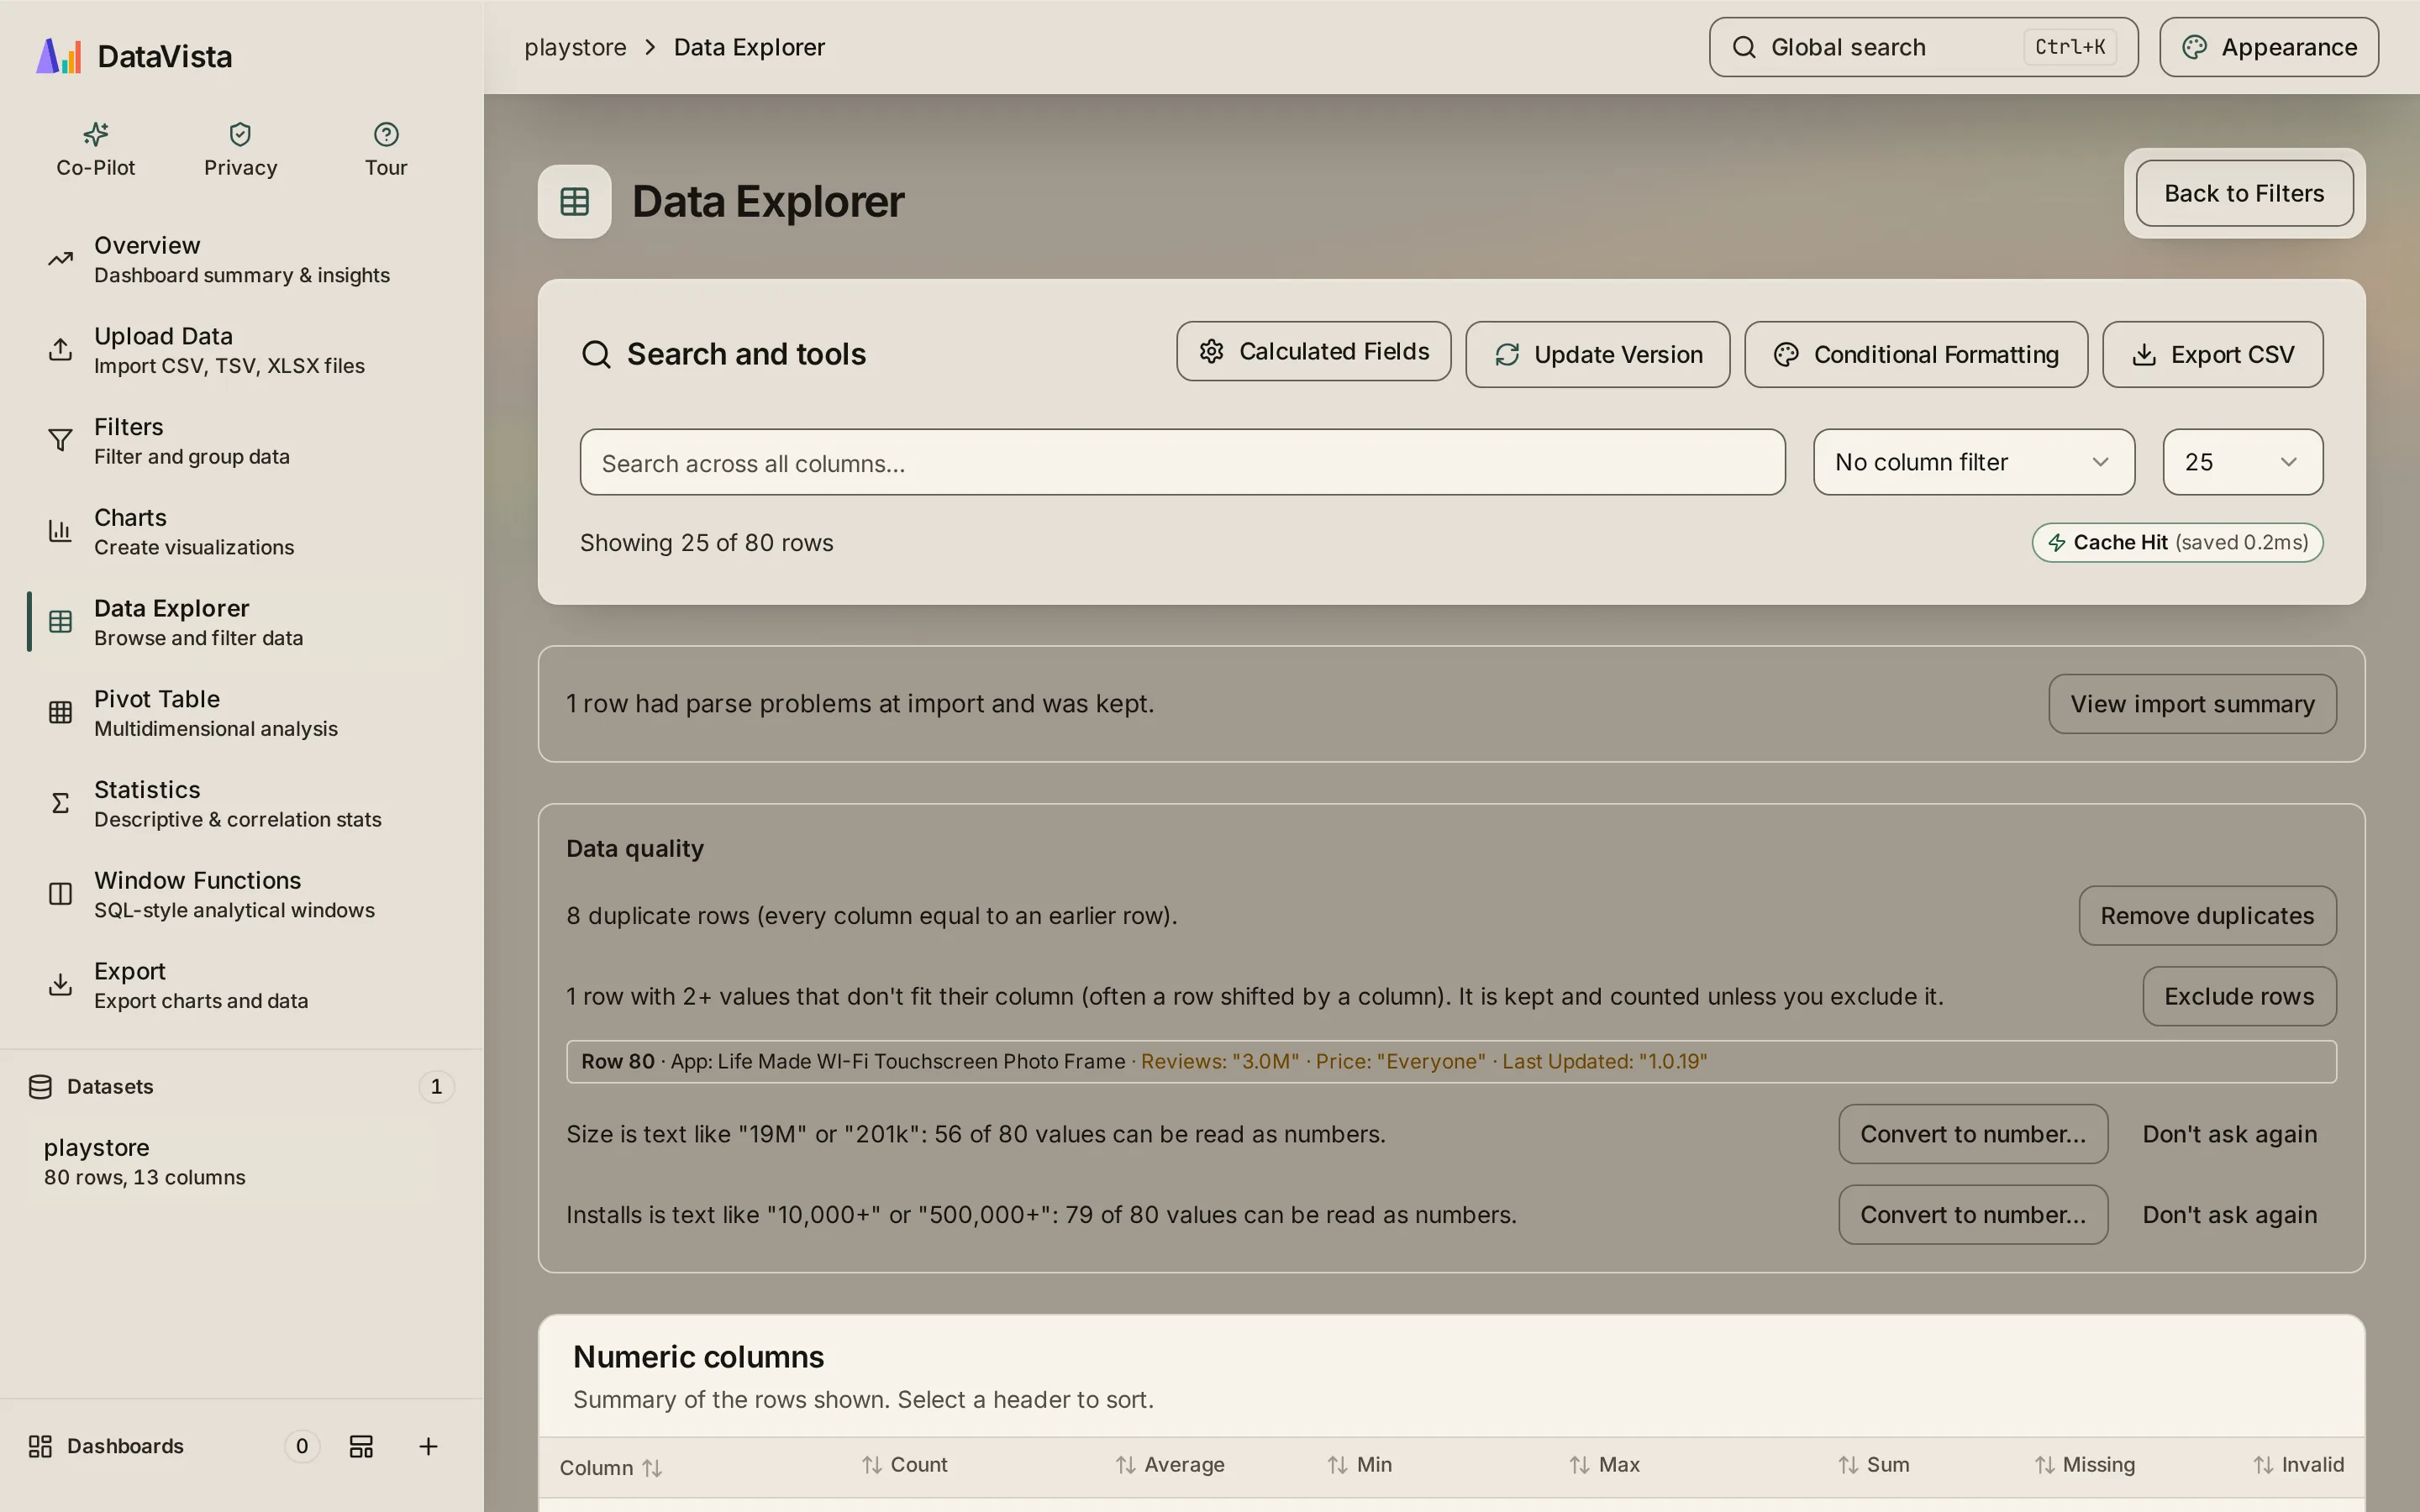 DataVista
playstore > Data Explorer
Global search Ctrl+K
Appearance
Co-Pilot
Privacy
Tour
Overview
Dashboard summary & insights
Upload Data
Import CSV, TSV, XLSX files
Filters
Filter and group data
Charts
Create visualizations
Data Explorer
Browse and filter data
Pivot Table
Multidimensional analysis
Statistics
Descriptive & correlation stats
Window Functions
SQL-style analytical windows
Export
Export charts and data
Datasets 1
playstore
80 rows, 13 columns
Dashboards 0
Data Explorer
Back to Filters
Search and tools
Calculated Fields
Update Version
Conditional Formatting
Export CSV
Search across all columns...
No column filter
25
Showing 25 of 80 rows
Cache Hit (saved 0.2ms)
1 row had parse problems at import and was kept.
View import summary
Data quality
8 duplicate rows (every column equal to an earlier row).
Remove duplicates
1 row with 2+ values that don't fit their column (often a row shifted by a column). It is kept and counted unless you exclude it.
Exclude rows
Row 80 · App: Life Made WI-Fi Touchscreen Photo Frame · Reviews: "3.0M" · Price: "Everyone" · Last Updated: "1.0.19"
Size is text like "19M" or "201k": 56 of 80 values can be read as numbers.
Convert to number...
Don't ask again
Installs is text like "10,000+" or "500,000+": 79 of 80 values can be read as numbers.
Convert to number...
Don't ask again
Numeric columns
Summary of the rows shown. Select a header to sort.
Column Count Average Min Max Sum Missing Invalid